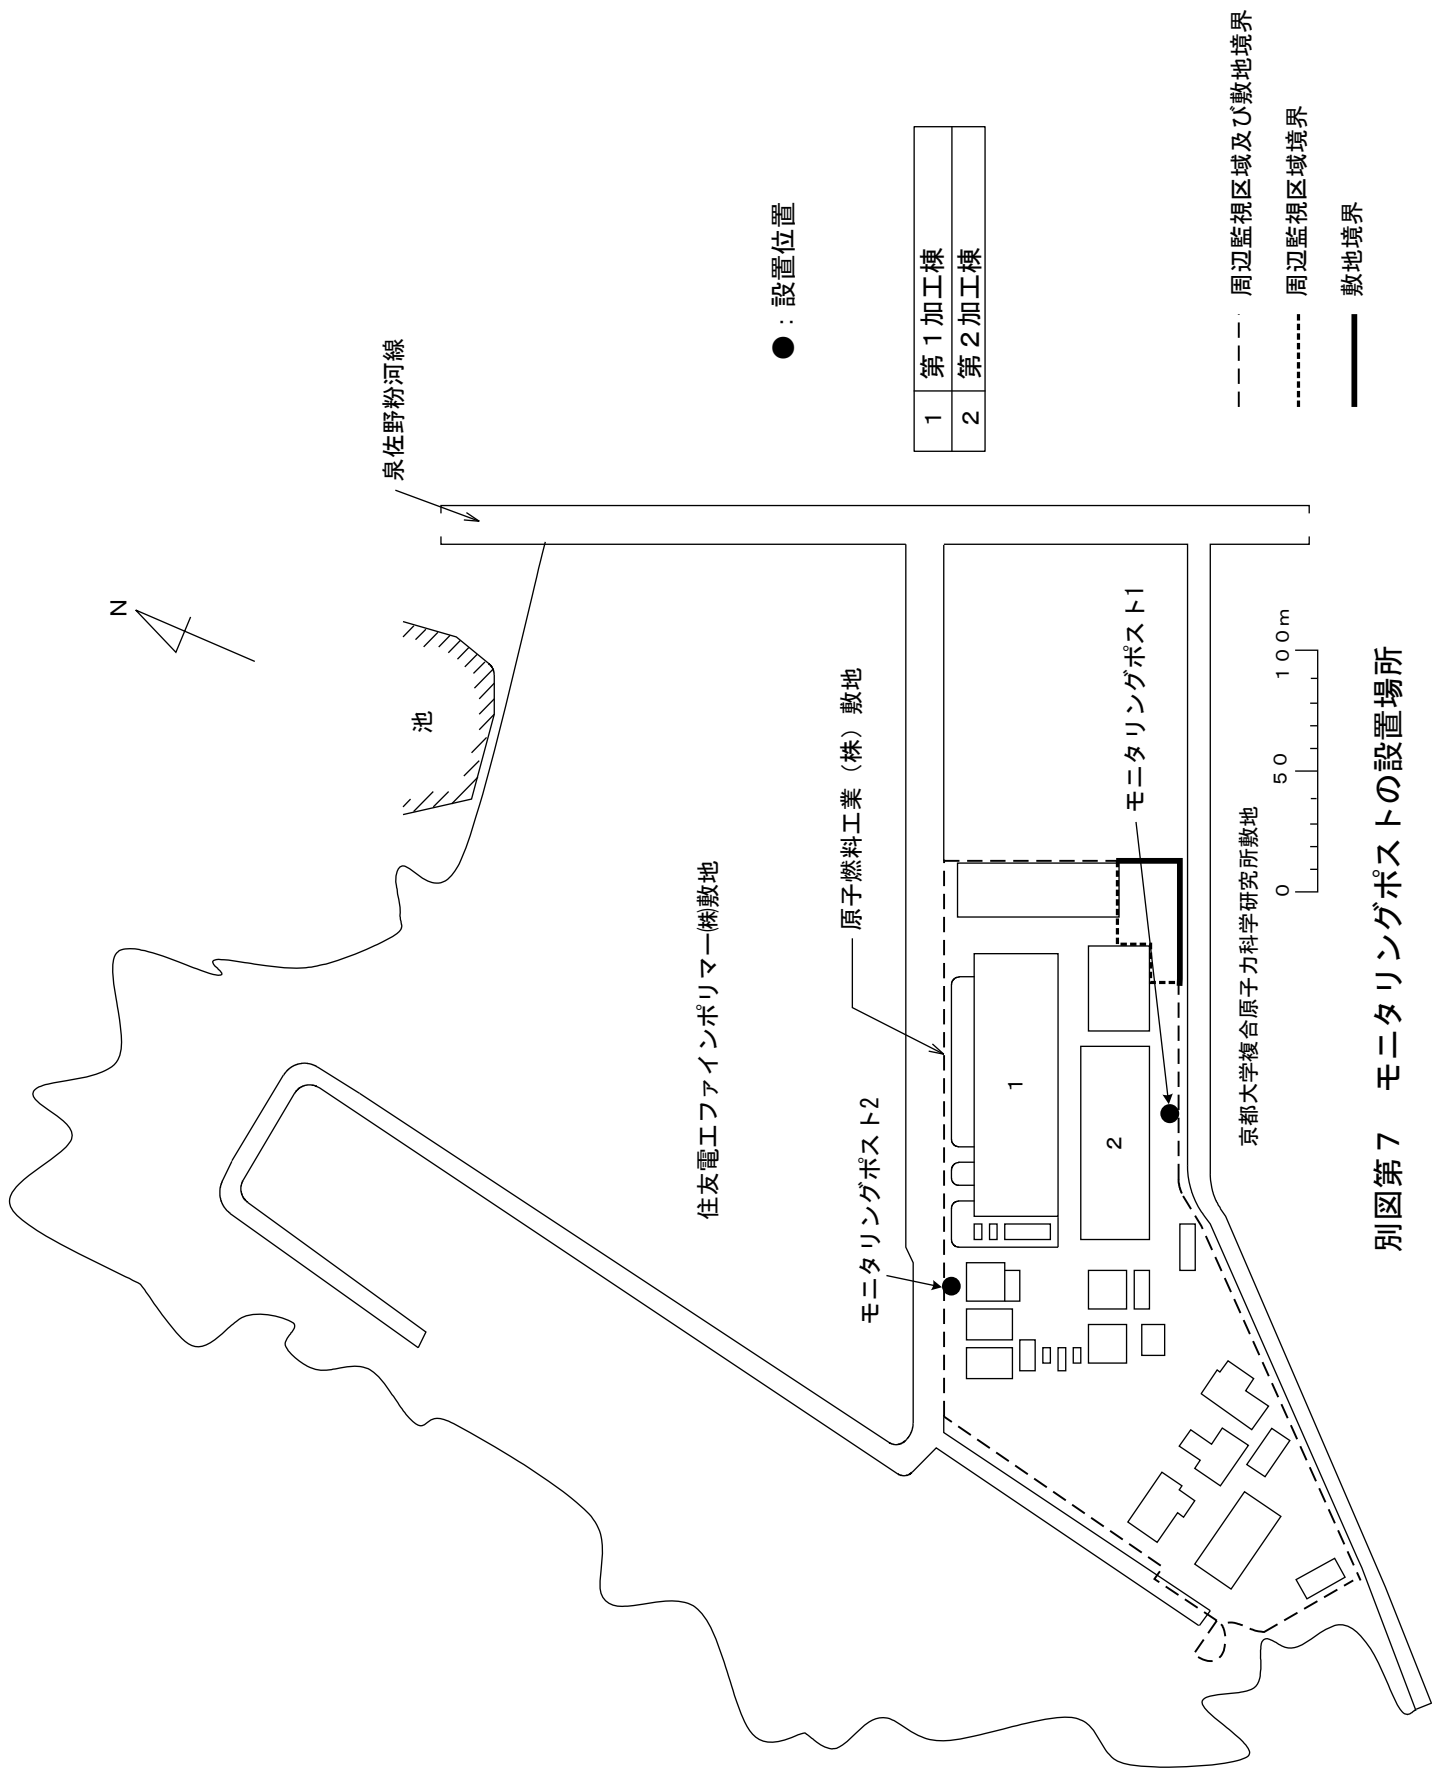 N
池
泉佐野粉河線
住友電工ファインポリマー㈱敷地
●：設置位置
原子燃料工業（株）敷地
モニタリングポスト2
1 第１加工棟
2 第２加工棟
1
2
モニタリングポスト1
京都大学複合原子力科学研究所敷地
0 50 100m
周辺監視区域及び敷地境界
周辺監視区域境界
敷地境界
別図第７　モニタリングポストの設置場所